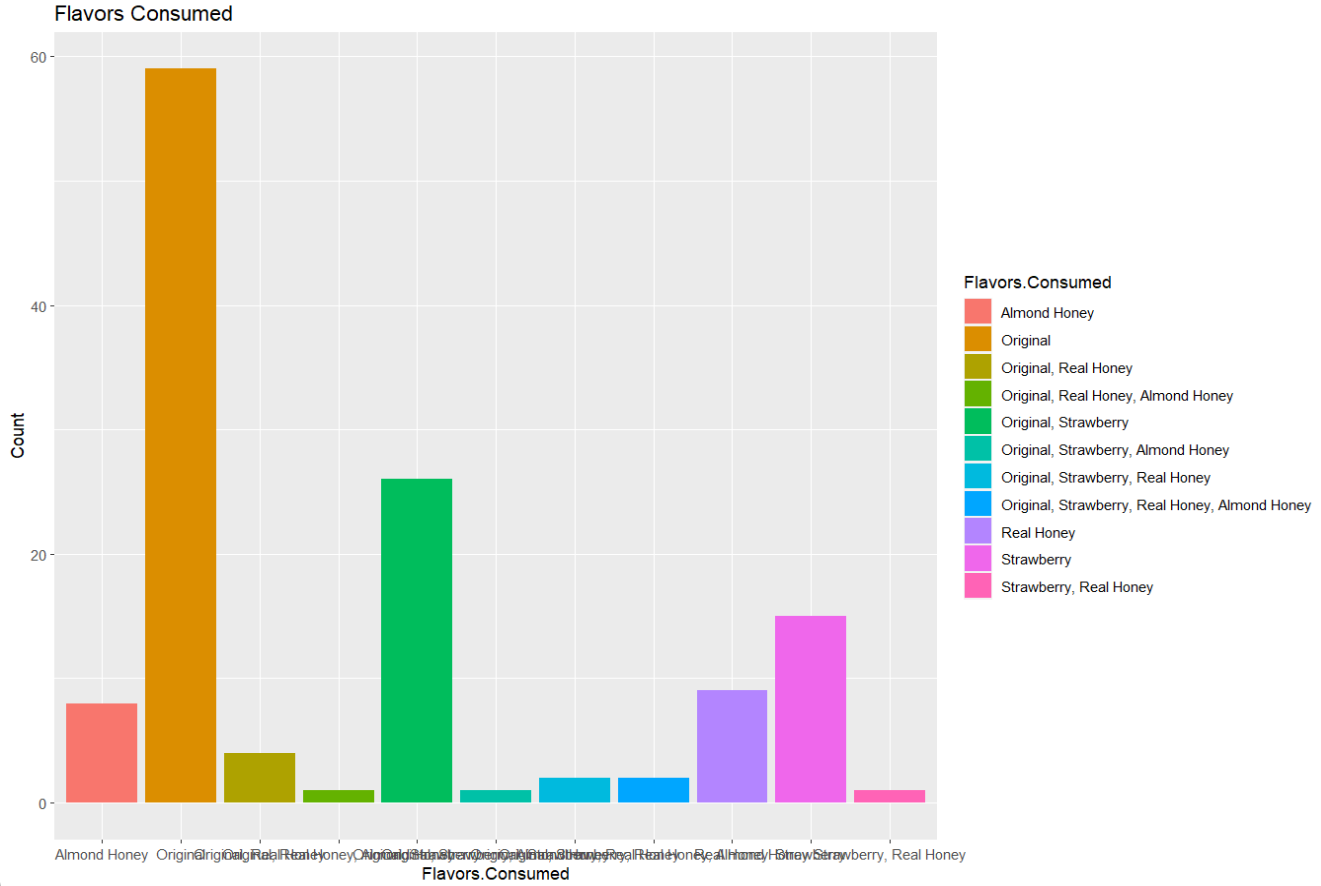 Flavors Consumed
60
40
20
0
Count
Almond Honey
Original
Strawberry, Real Honey
Flavors.Consumed
Flavors.Consumed
Almond Honey
Original
Original, Real Honey
Original, Real Honey, Almond Honey
Original, Strawberry
Original, Strawberry, Almond Honey
Original, Strawberry, Real Honey
Original, Strawberry, Real Honey, Almond Honey
Real Honey
Strawberry
Strawberry, Real Honey